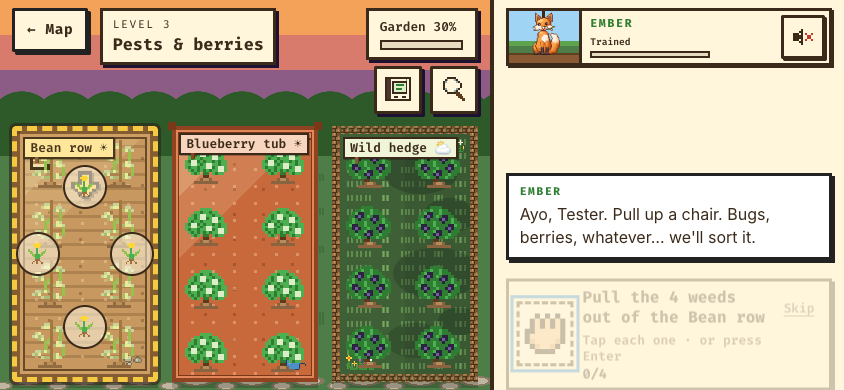 ← Map
LEVEL 3
Pests & berries
Garden 30%
Bean row
Blueberry tub
Wild hedge
EMBER
Trained
EMBER
Ayo, Tester. Pull up a chair. Bugs,
berries, whatever... we'll sort it.
Pull the 4 weeds
out of the Bean row
Skip
Tap each one · or press
Enter
0/4